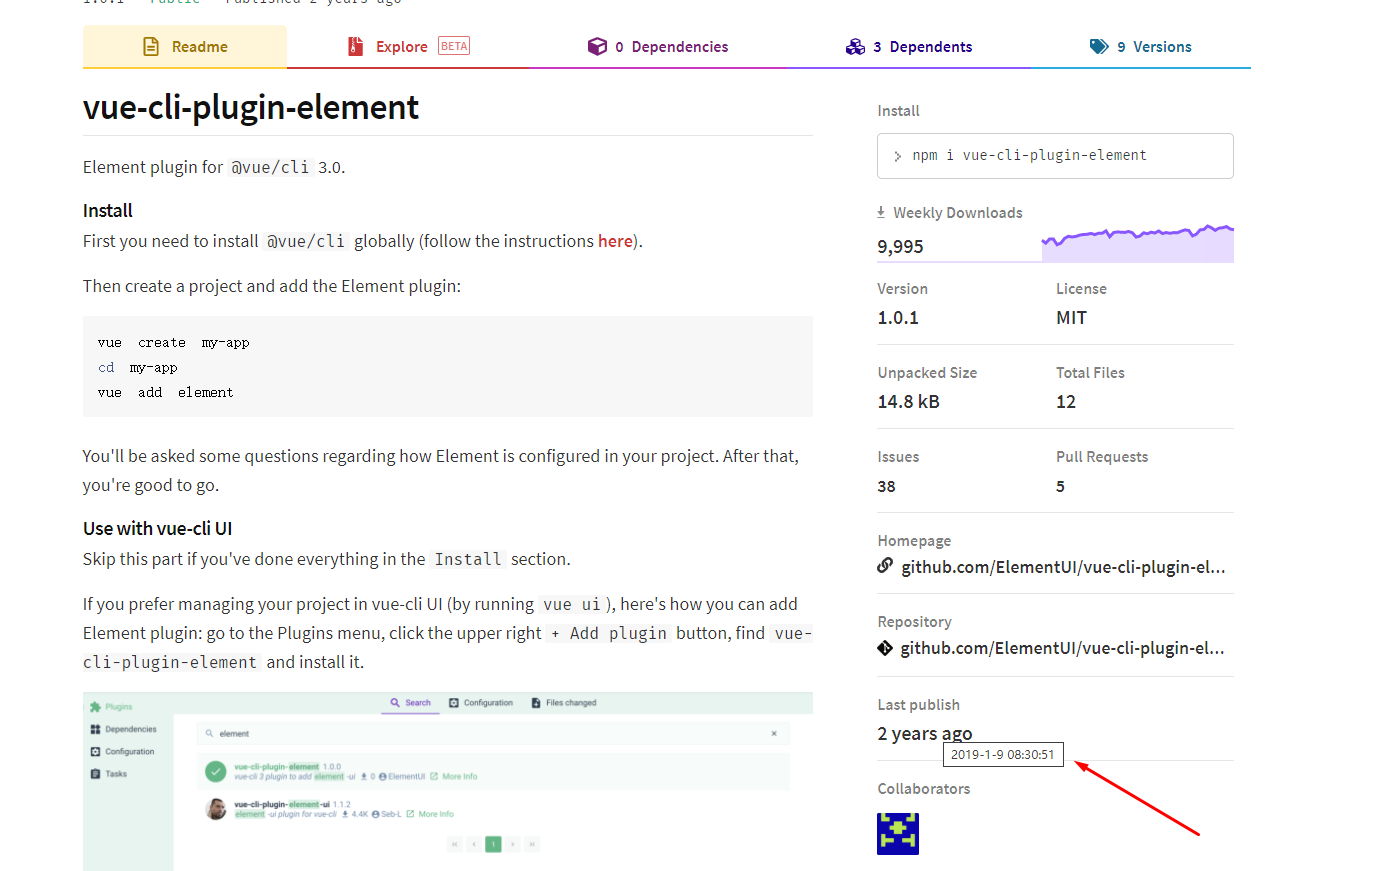 1.0.1 Public Published 2 years ago
Readme
Explore BETA
0 Dependencies
3 Dependents
9 Versions
vue-cli-plugin-element
Element plugin for @vue/cli 3.0.
Install
First you need to install @vue/cli globally (follow the instructions here).
Then create a project and add the Element plugin:
vue create my-app
cd my-app
vue add element
You'll be asked some questions regarding how Element is configured in your project. After that,
you're good to go.
Use with vue-cli UI
Skip this part if you've done everything in the Install section.
If you prefer managing your project in vue-cli UI (by running vue ui ), here's how you can add
Element plugin: go to the Plugins menu, click the upper right + Add plugin button, find vue-
cli-plugin-element and install it.
Plugins
Dependencies
Configuration
Tasks
Search
Configuration
Files changed
element
vue-cli-plugin-element 1.0.0
vue-cli 3 plugin to add element -ui 0 ElementUI More Info
vue-cli-plugin-element-ui 1.1.2
element -ui plugin for vue-cli 4.4K Seb-L More Info
1
Install
> npm i vue-cli-plugin-element
Weekly Downloads
9,995
Version
License
1.0.1
MIT
Unpacked Size
Total Files
14.8 kB
12
Issues
Pull Requests
38
5
Homepage
github.com/ElementUI/vue-cli-plugin-el...
Repository
github.com/ElementUI/vue-cli-plugin-el...
Last publish
2 years ago
2019-1-9 08:30:51
Collaborators